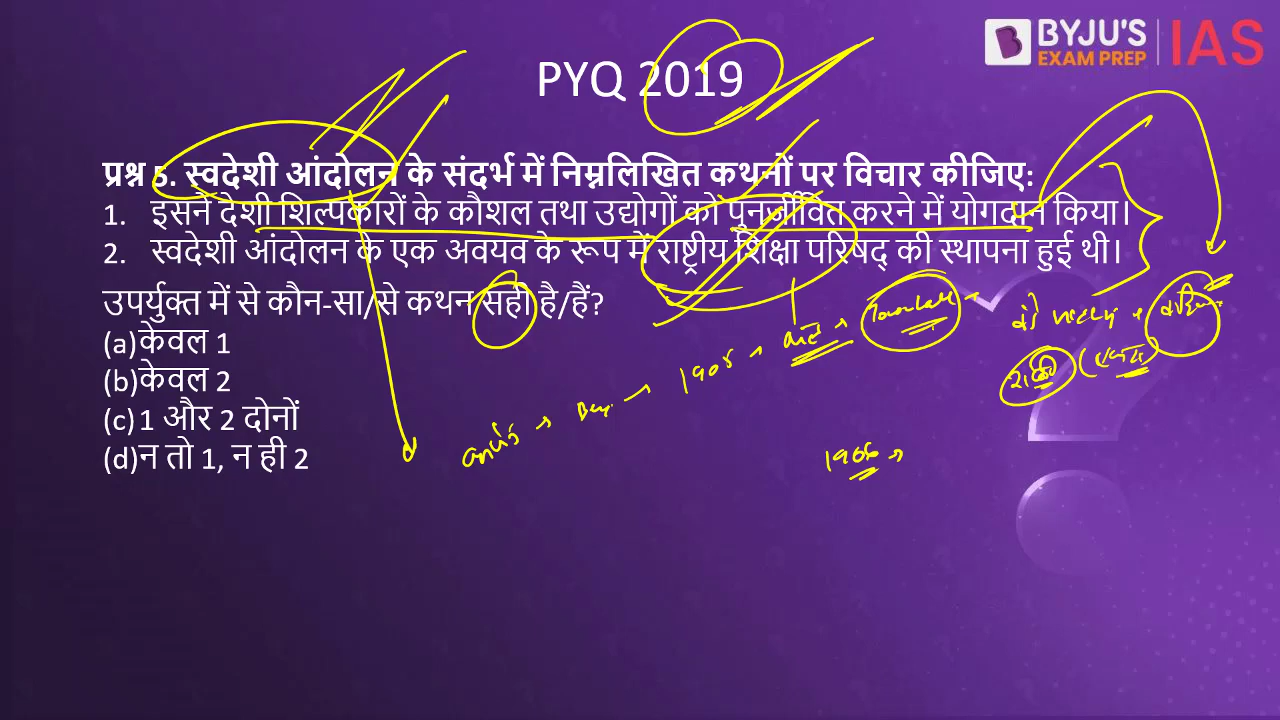 BYJU'S IAS
EXAM PREP
PYQ 2019
प्रश्न 5. स्वदेशी आंदोलन के संदर्भ में निम्नलिखित कथनों पर विचार कीजिए:
1. इसने देशी शिल्पकारों के कौशल तथा उद्योगों को पुनर्जीवित करने में योगदान किया।
2. स्वदेशी आंदोलन के एक अवयव के रूप में राष्ट्रीय शिक्षा परिषद् की स्थापना हुई थी।
उपर्युक्त में से कौन-सा/से कथन सही है/हैं?
(a)केवल 1
(b)केवल 2
(c)1 और 2 दोनों
(d)न तो 1, न ही 2